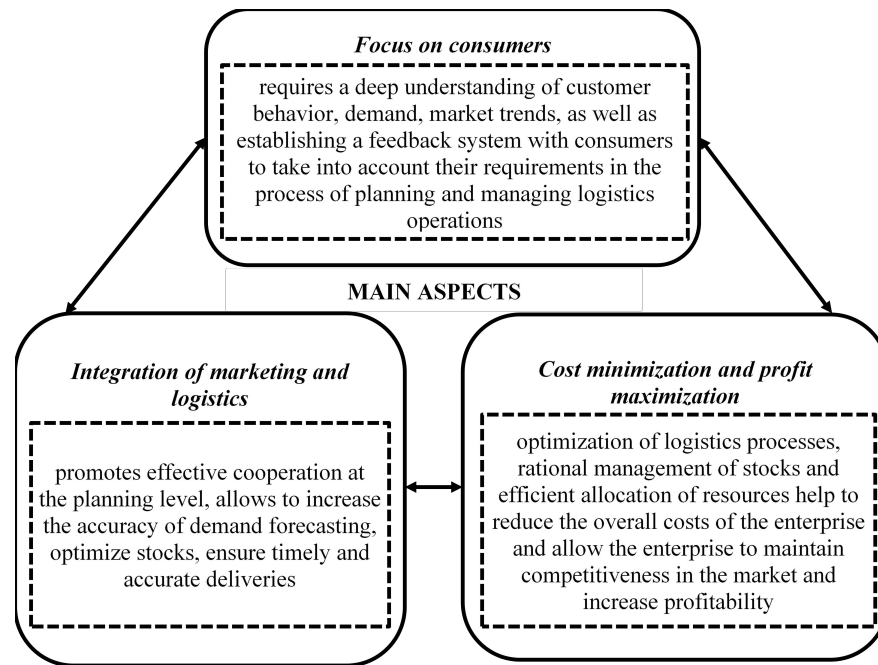 Focus on consumers
requires a deep understanding of customer
behavior, demand, market trends, as well as
establishing a feedback system with consumers
to take into account their requirements in the
process of planning and managing logistics
operations
MAIN ASPECTS
Integration of marketing and
logistics
promotes effective cooperation at
the planning level, allows to increase
the accuracy of demand forecasting,
optimize stocks, ensure timely and
accurate deliveries
Cost minimization and profit
maximization
optimization of logistics processes,
rational management of stocks and
efficient allocation of resources help to
reduce the overall costs of the enterprise
and allow the enterprise to maintain
competitiveness in the market and
increase profitability